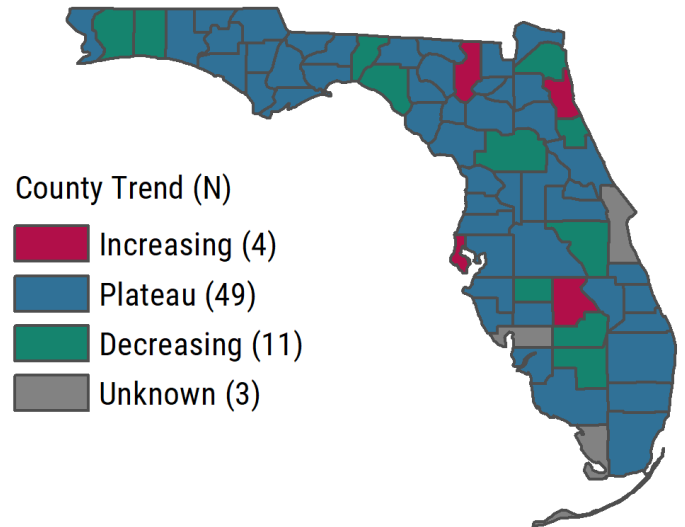 County Trend (N)
Increasing (4)
Plateau (49)
Decreasing (11)
Unknown (3)